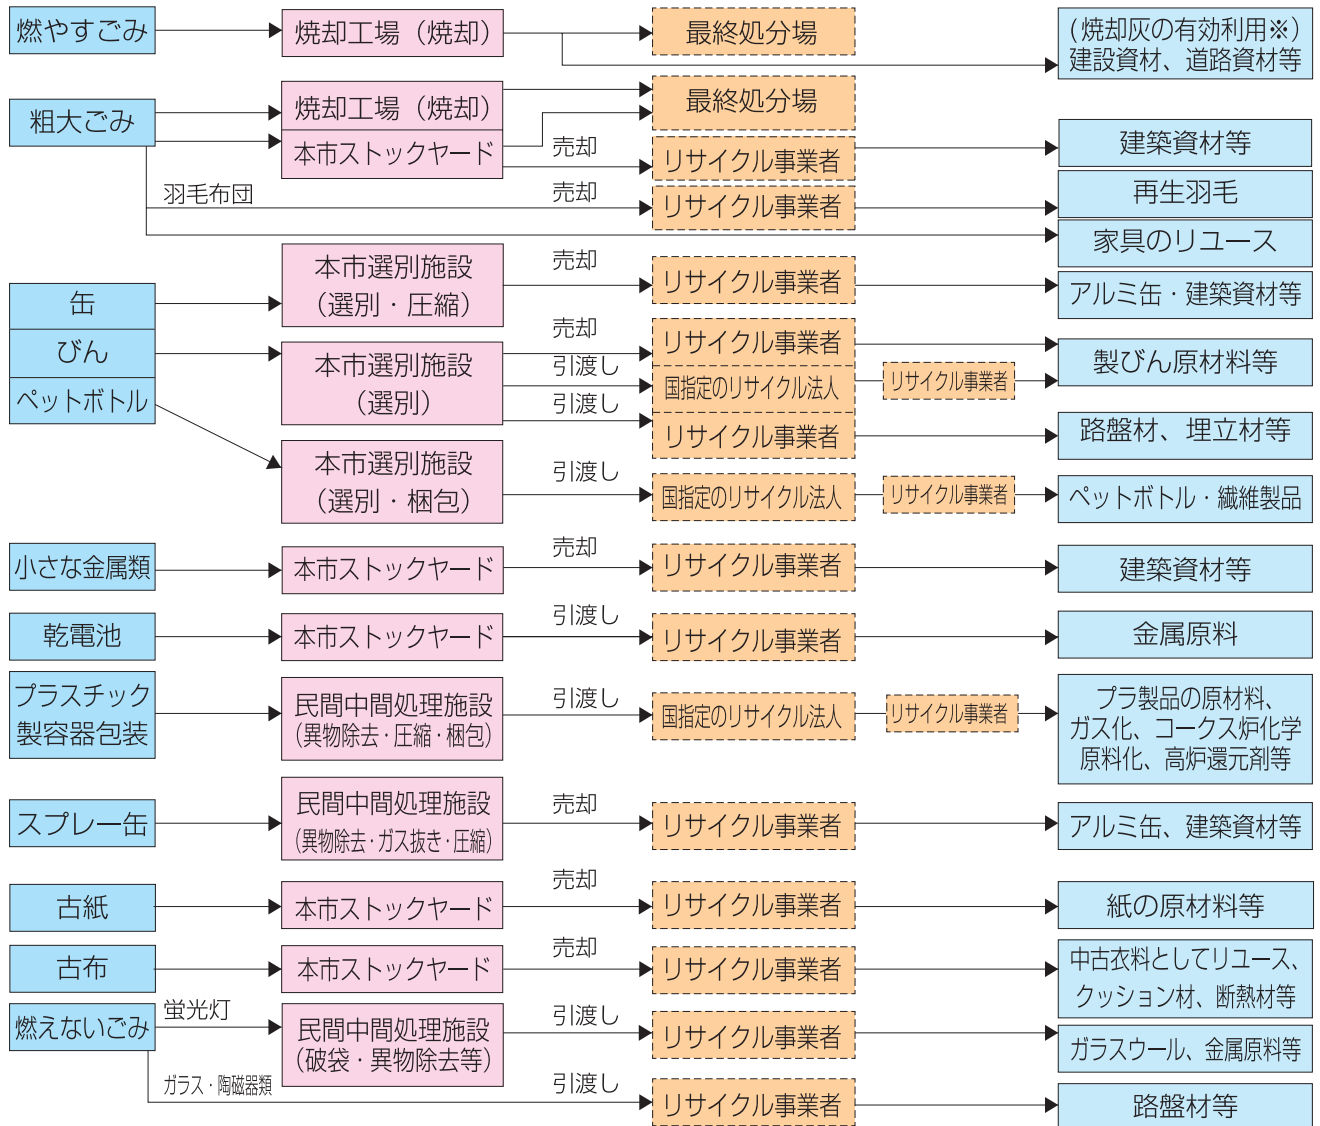 燃やすごみ
焼却工場（焼却）
最終処分場
(焼却灰の有効利用※)
建設資材、道路資材等
粗大ごみ
焼却工場（焼却）
本市ストックヤード
最終処分場
売却
リサイクル事業者
建築資材等
羽毛布団
売却
リサイクル事業者
再生羽毛
家具のリユース
缶
本市選別施設
（選別・圧縮）
売却
リサイクル事業者
アルミ缶・建築資材等
びん
本市選別施設
（選別）
売却
リサイクル事業者
引渡し
国指定のリサイクル法人
リサイクル事業者
製びん原材料等
引渡し
リサイクル事業者
路盤材、埋立材等
ペットボトル
本市選別施設
（選別・梱包）
引渡し
国指定のリサイクル法人
リサイクル事業者
ペットボトル・繊維製品
小さな金属類
本市ストックヤード
売却
リサイクル事業者
建築資材等
乾電池
本市ストックヤード
引渡し
リサイクル事業者
金属原料
プラスチック
製容器包装
民間中間処理施設
(異物除去・圧縮・梱包)
引渡し
国指定のリサイクル法人
リサイクル事業者
プラ製品の原材料、
ガス化、コークス炉化学
原料化、高炉還元剤等
スプレー缶
民間中間処理施設
(異物除去・ガス抜き・圧縮)
売却
リサイクル事業者
アルミ缶、建築資材等
古紙
本市ストックヤード
売却
リサイクル事業者
紙の原材料等
古布
本市ストックヤード
売却
リサイクル事業者
中古衣料としてリユース、
クッション材、断熱材等
燃えないごみ
蛍光灯
民間中間処理施設
(破袋・異物除去等)
引渡し
リサイクル事業者
ガラスウール、金属原料等
ガラス・陶磁器類
引渡し
リサイクル事業者
路盤材等